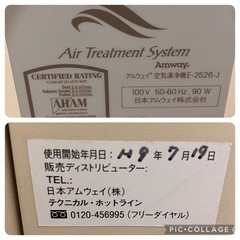 Air Treatment System
Amway
アムウェイ空気清浄機E-2526-J
100V 50-60Hz 90W
日本アムウェイ株式会社
CERTIFIED RATING
AHAM
使用開始年月日:H9年7月19日
販売ディストリビューター:
TEL:
日本アムウェイ(株)
テクニカル・ホットライン
0120-456995(フリーダイヤル)
PIC・COLLAGE